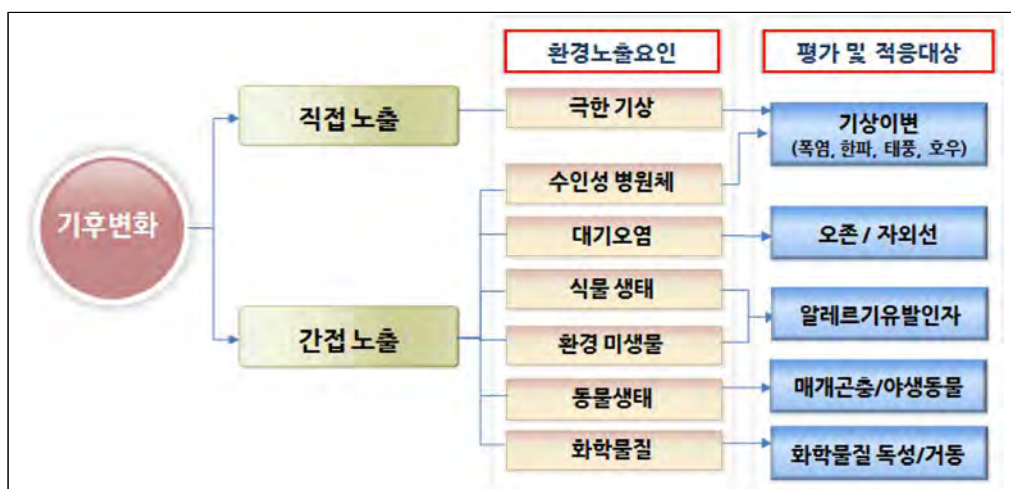 환경노출요인
평가 및 적응대상
기후변화
직접 노출
간접 노출
극한 기상
수인성 병원체
대기오염
식물 생태
환경 미생물
동물생태
화학물질
기상이변
(폭염, 한파, 태풍, 호우)
오존 / 자외선
알레르기유발인자
매개곤충/야생동물
화학물질 독성/거동